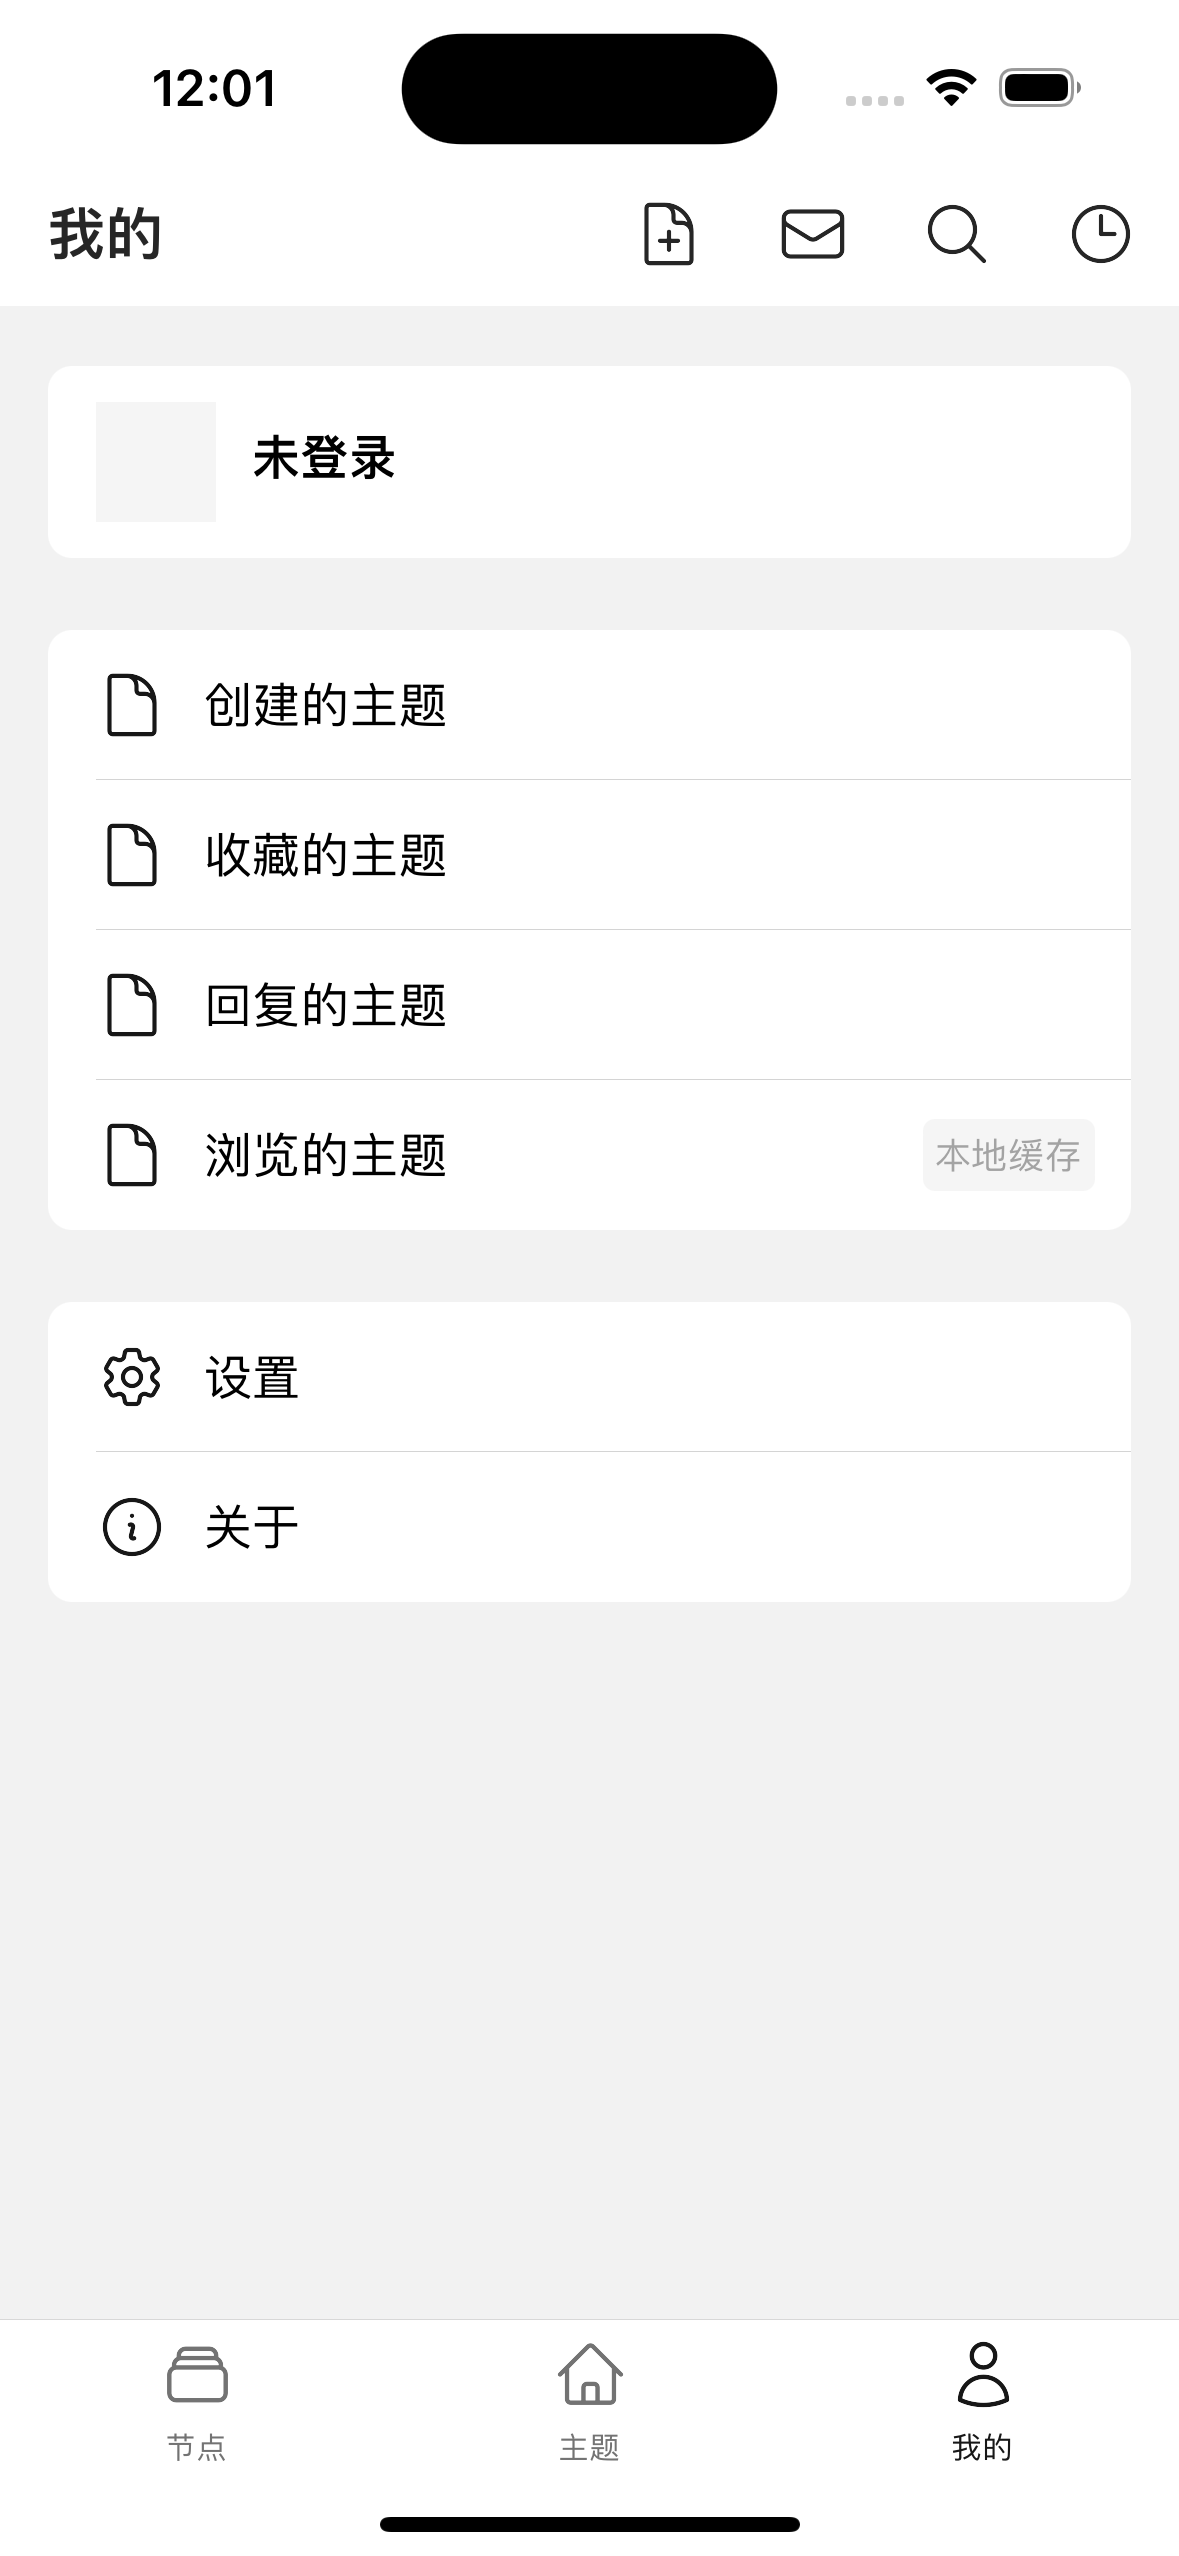 12:01
我的
未登录
创建的主题
收藏的主题
回复的主题
浏览的主题 本地缓存
设置
关于
节点 主题 我的